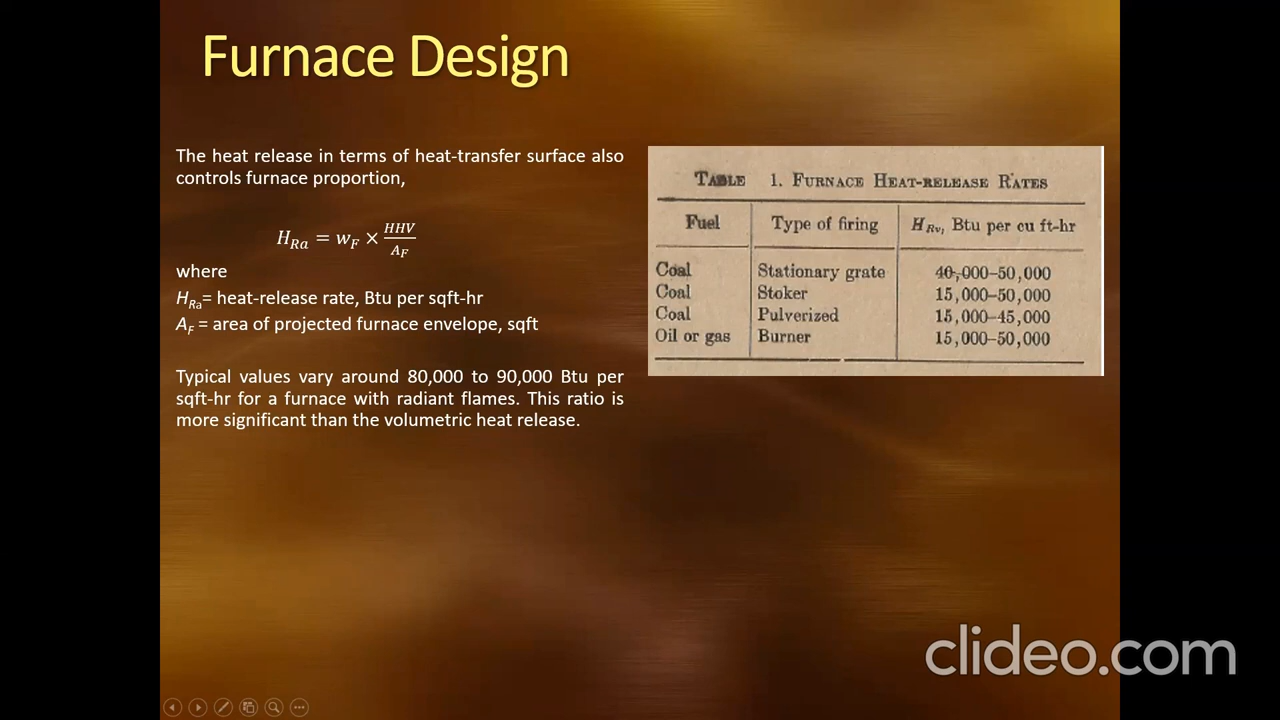 Furnace Design
The heat release in terms of heat-transfer surface also
controls furnace proportion,
H_Ra = w_F × HHV/A_F
where
H_Ra= heat-release rate, Btu per sqft-hr
A_F = area of projected furnace envelope, sqft
Typical values vary around 80,000 to 90,000 Btu per
sqft-hr for a furnace with radiant flames. This ratio is
more significant than the volumetric heat release.
TABLE 1. FURNACE HEAT-RELEASE RATES
Fuel Type of firing H_Rv, Btu per cu ft-hr
Coal Stationary grate 40,000–50,000
Coal Stoker 15,000–50,000
Coal Pulverized 15,000–45,000
Oil or gas Burner 15,000–50,000
clideo.com